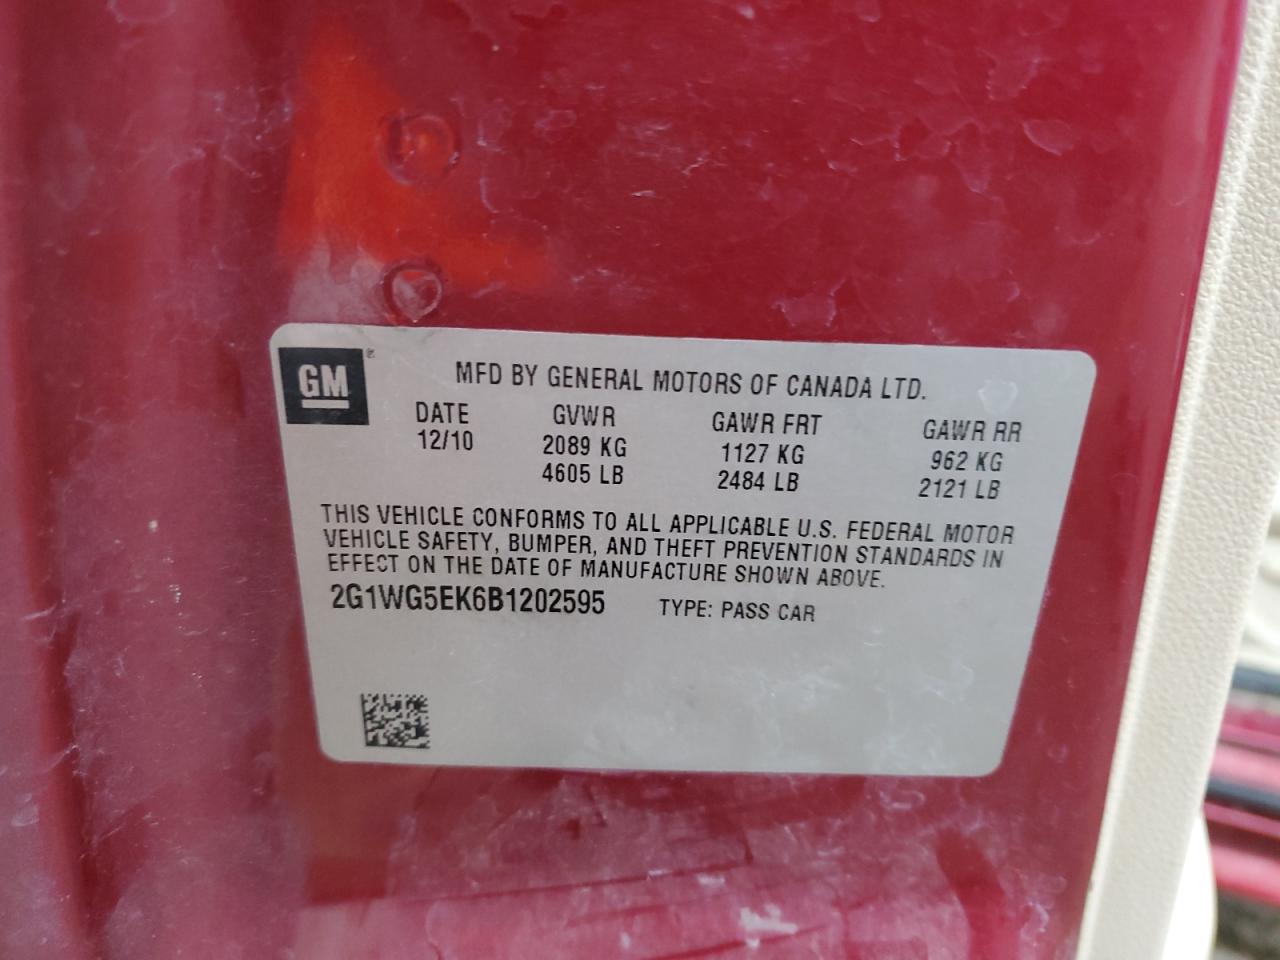 GM®
MFD BY GENERAL MOTORS OF CANADA LTD.
DATE GVWR GAWR FRT GAWR RR
12/10 2089 KG 1127 KG 962 KG
4605 LB 2484 LB 2121 LB
THIS VEHICLE CONFORMS TO ALL APPLICABLE U.S. FEDERAL MOTOR
VEHICLE SAFETY, BUMPER, AND THEFT PREVENTION STANDARDS IN
EFFECT ON THE DATE OF MANUFACTURE SHOWN ABOVE.
2G1WG5EK6B1202595 TYPE: PASS CAR